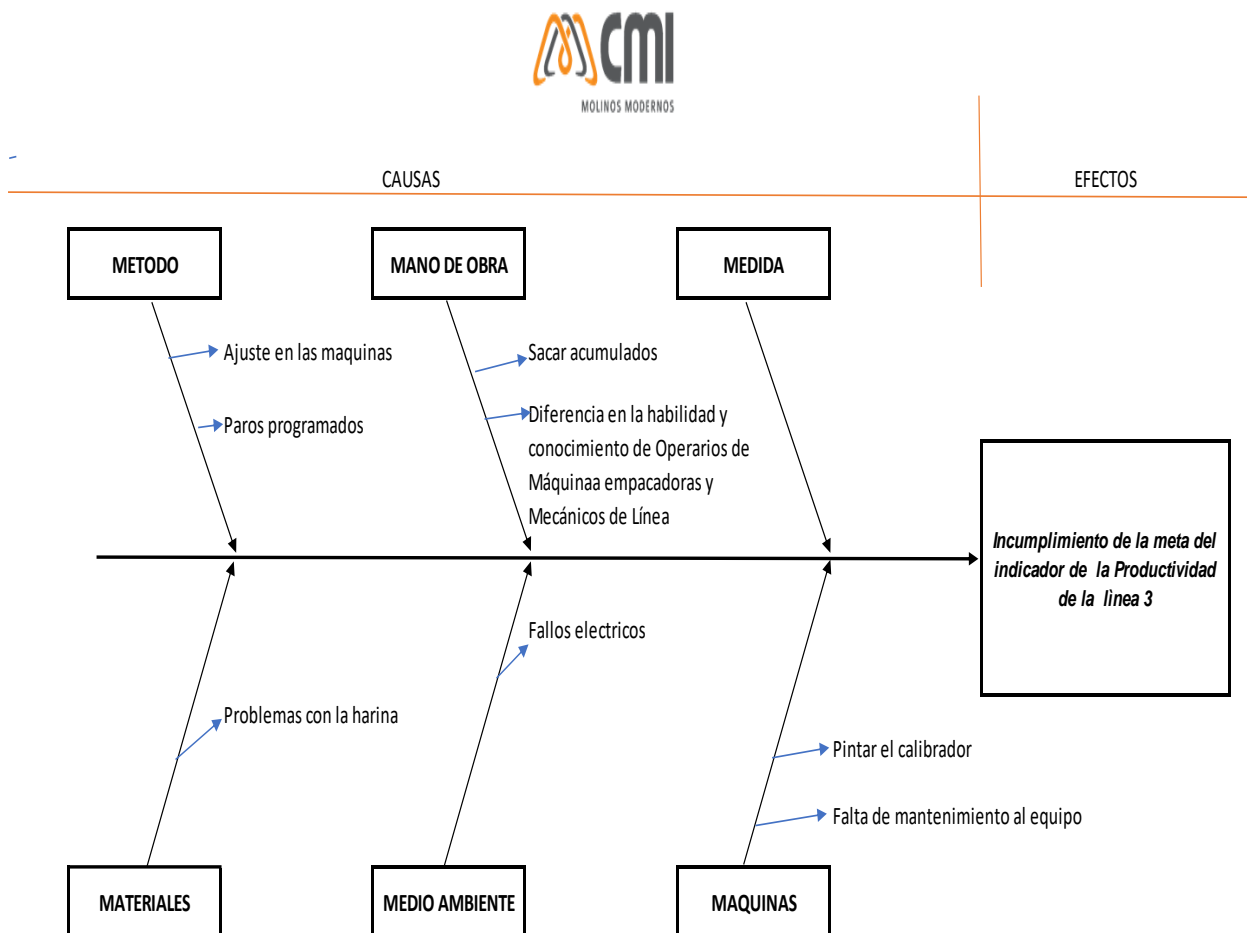 CMI
MOLINOS MODERNOS
CAUSAS
EFECTOS
METODO
MANO DE OBRA
MEDIDA
Ajuste en las maquinas
Paros programados
Sacar acumulados
Diferencia en la habilidad y
conocimiento de Operarios de
Máquinaa empacadoras y
Mecánicos de Línea
Incumplimiento de la meta del
indicador de la Productividad
de la lìnea 3
Fallos electricos
Problemas con la harina
Pintar el calibrador
Falta de mantenimiento al equipo
MATERIALES
MEDIO AMBIENTE
MAQUINAS